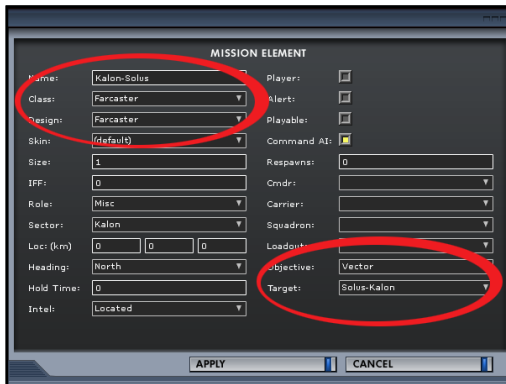 MISSION ELEMENT
Name: Kalon-Solus
Class: Farcaster
Design: Farcaster
Skin: (default)
Size: 1
IFF: 0
Role: Misc
Sector: Kalon
Loc: (km) 0 0 0
Heading: North
Hold Time: 0
Intel: Located
Player:
Alert:
Playable:
Command AI:
Respawns: 0
Cmdr:
Carrier:
Squadron:
Loadout:
Objective: Vector
Target: Solus-Kalon
APPLY CANCEL